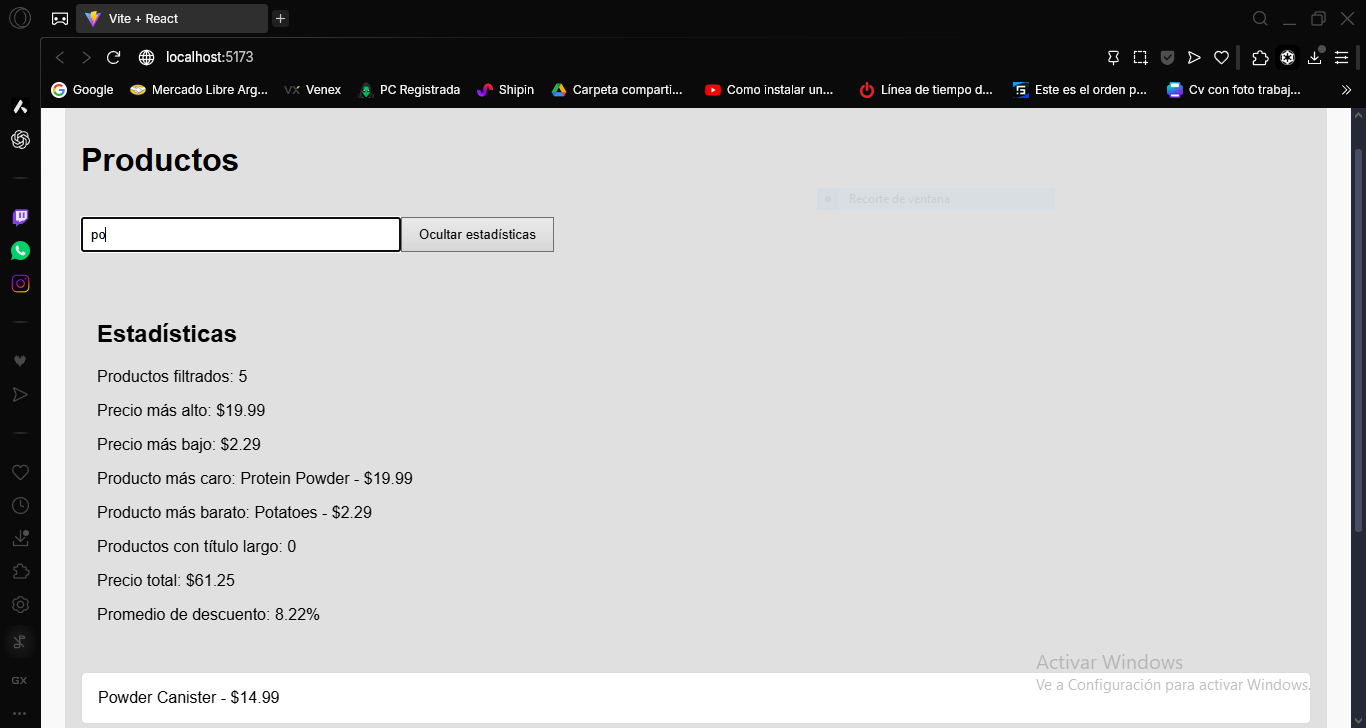 Vite + React
localhost:5173
Google
Mercado Libre Arg...
VX Venex
PC Registrada
Shipin
Carpeta comparti...
Como instalar un...
Línea de tiempo d...
Este es el orden p...
Cv con foto trabaj...
Productos
Recorte de ventana
po
Ocultar estadísticas
Estadísticas
Productos filtrados: 5
Precio más alto: $19.99
Precio más bajo: $2.29
Producto más caro: Protein Powder - $19.99
Producto más barato: Potatoes - $2.29
Productos con título largo: 0
Precio total: $61.25
Promedio de descuento: 8.22%
Activar Windows
Ve a Configuración para activar Windows.
GX
Powder Canister - $14.99